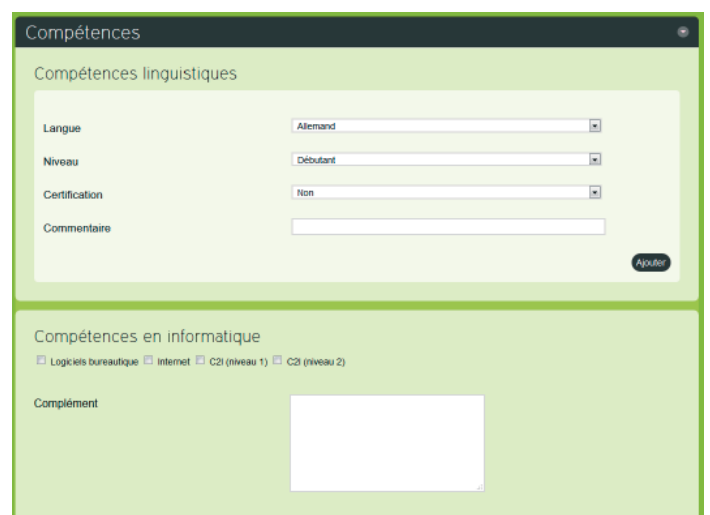 Compétences
Compétences linguistiques
Langue Allemand
Niveau Débutant
Certification Non
Commentaire
Ajouter
Compétences en informatique
Logiciels bureautique Internet C2I (niveau 1) C2I (niveau 2)
Complément